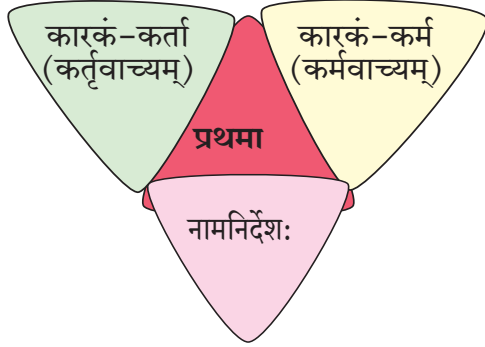 कारकं-कर्ता
(कर्तृवाच्यम्)
कारकं-कर्म
(कर्मवाच्यम्)
प्रथमा
नामनिर्देशः